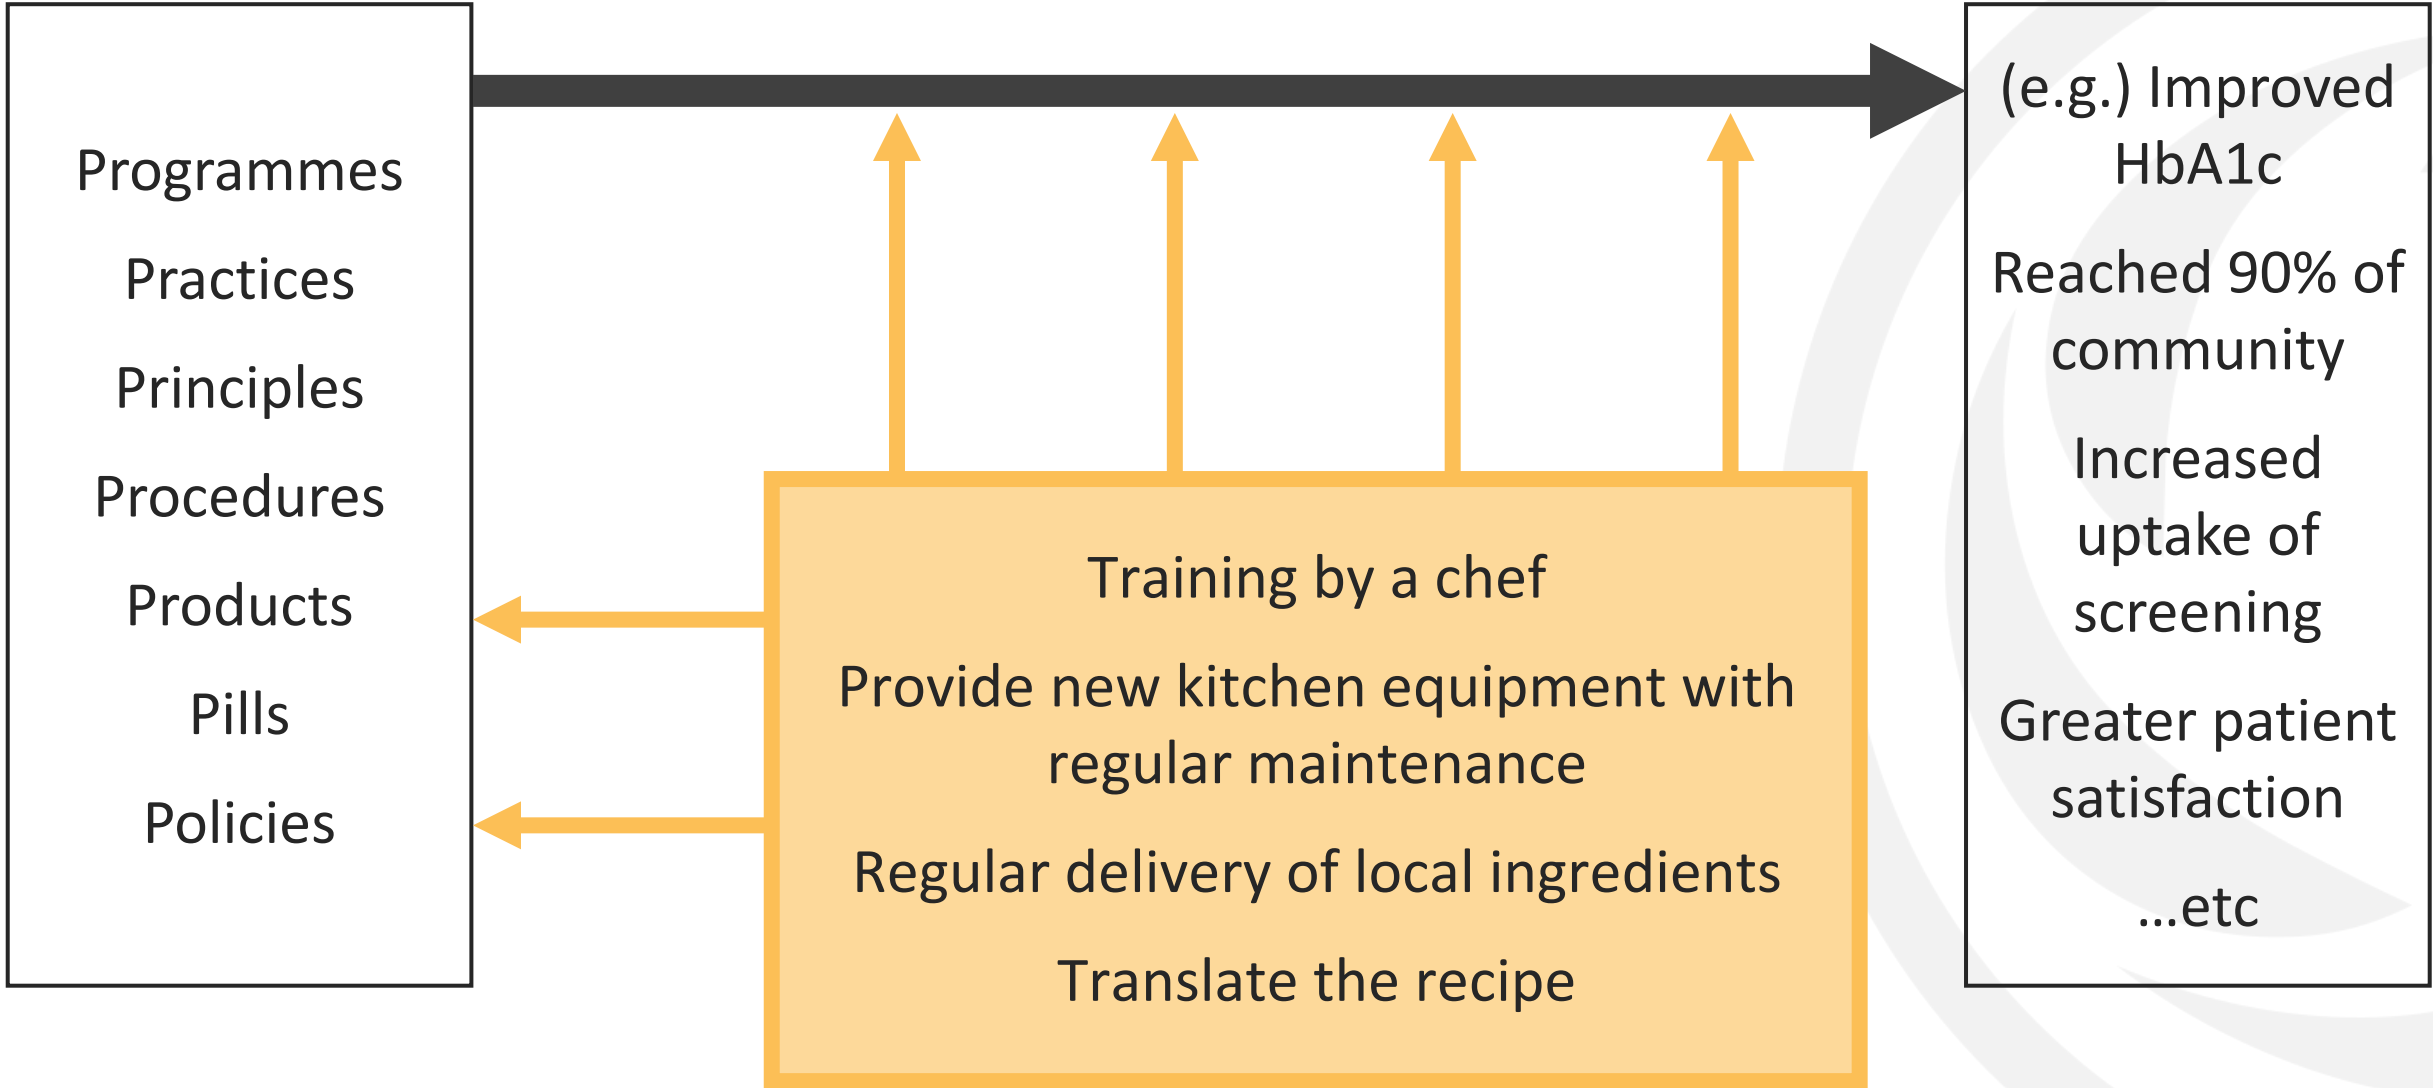 Programmes
Practices
Principles
Procedures
Products
Pills
Policies
Training by a chef
Provide new kitchen equipment with
regular maintenance
Regular delivery of local ingredients
Translate the recipe
(e.g.) Improved
HbA1c
Reached 90% of
community
Increased
uptake of
screening
Greater patient
satisfaction
...etc